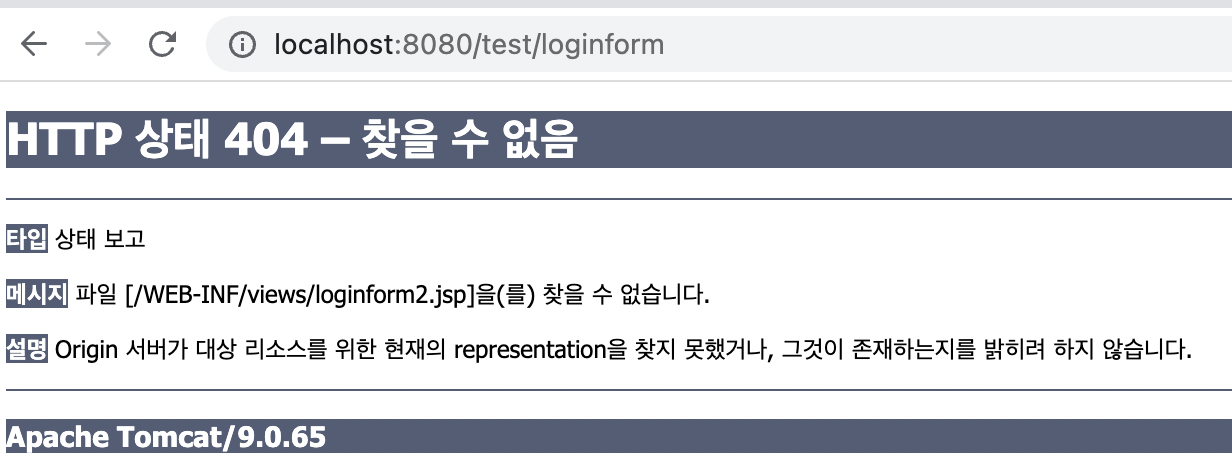 localhost:8080/test/loginform
HTTP 상태 404 – 찾을 수 없음
타입 상태 보고
메시지 파일 [/WEB-INF/views/loginform2.jsp]을(를) 찾을 수 없습니다.
설명 Origin 서버가 대상 리소스를 위한 현재의 representation을 찾지 못했거나, 그것이 존재하는지를 밝히려 하지 않습니다.
Apache Tomcat/9.0.65